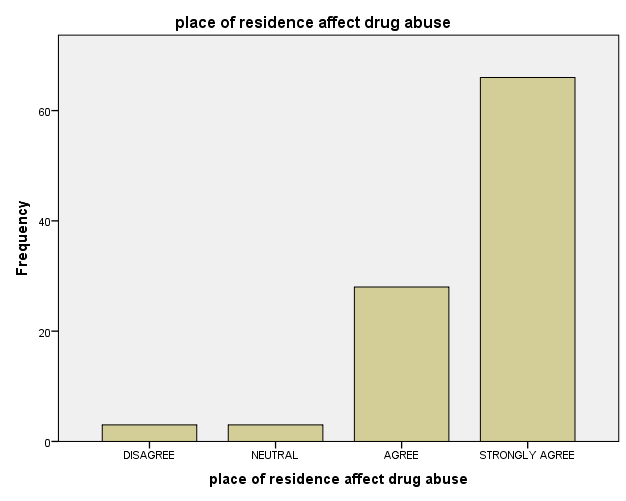 place of residence affect drug abuse
Frequency
60
40
20
0
DISAGREE
NEUTRAL
AGREE
STRONGLY AGREE
place of residence affect drug abuse